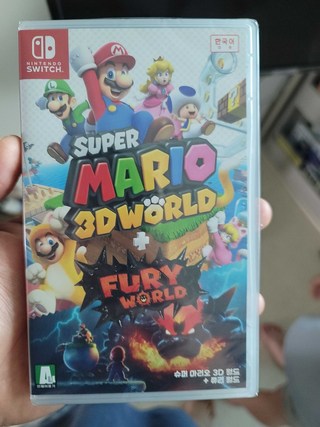 NINTENDO
SWITCH™
한국어
SUPER
MARIO
3D WORLD
+
FURY
WORLD
슈퍼 마리오 3D 월드
+ 퓨리 월드